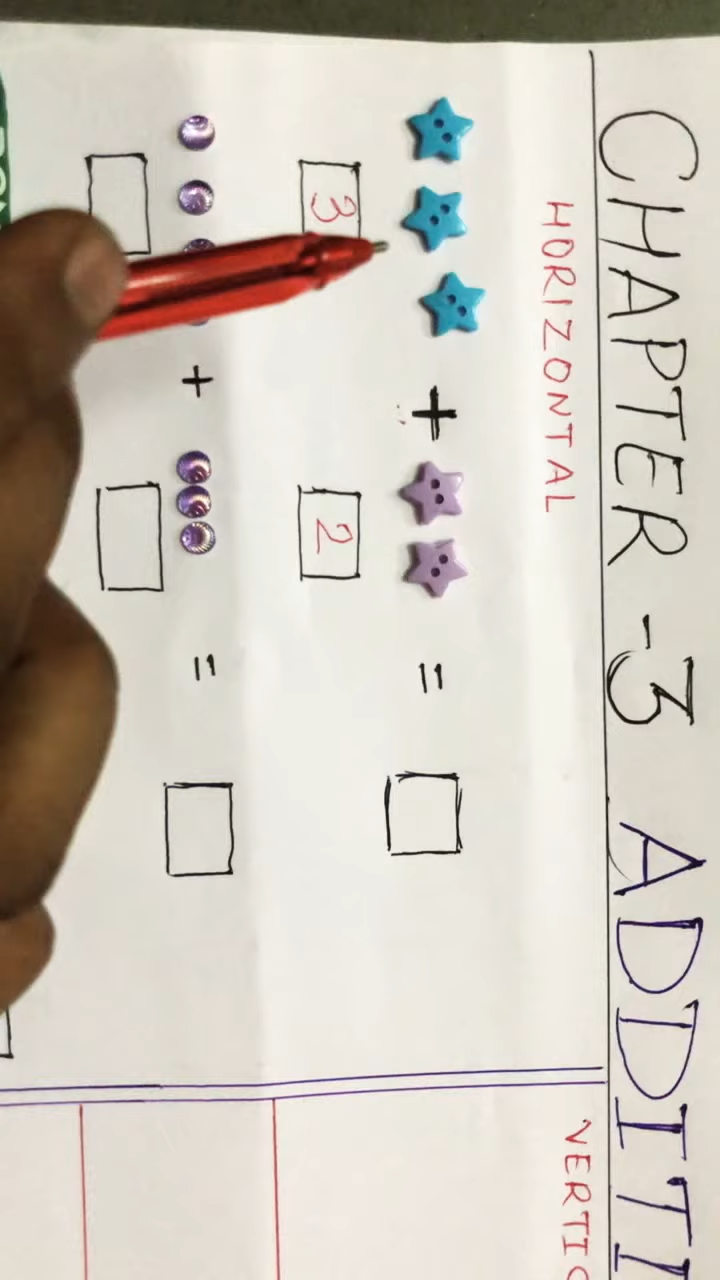 CHAPTER -3 ADDITI
HORIZONTAL
VERTIC
+ =
3 2
+ =